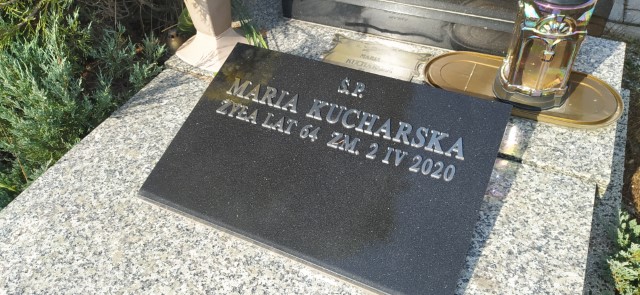 Ś.P.
MARIA KUCHARSKA
ŻYŁA LAT 64 ZM. 2 IV 2020